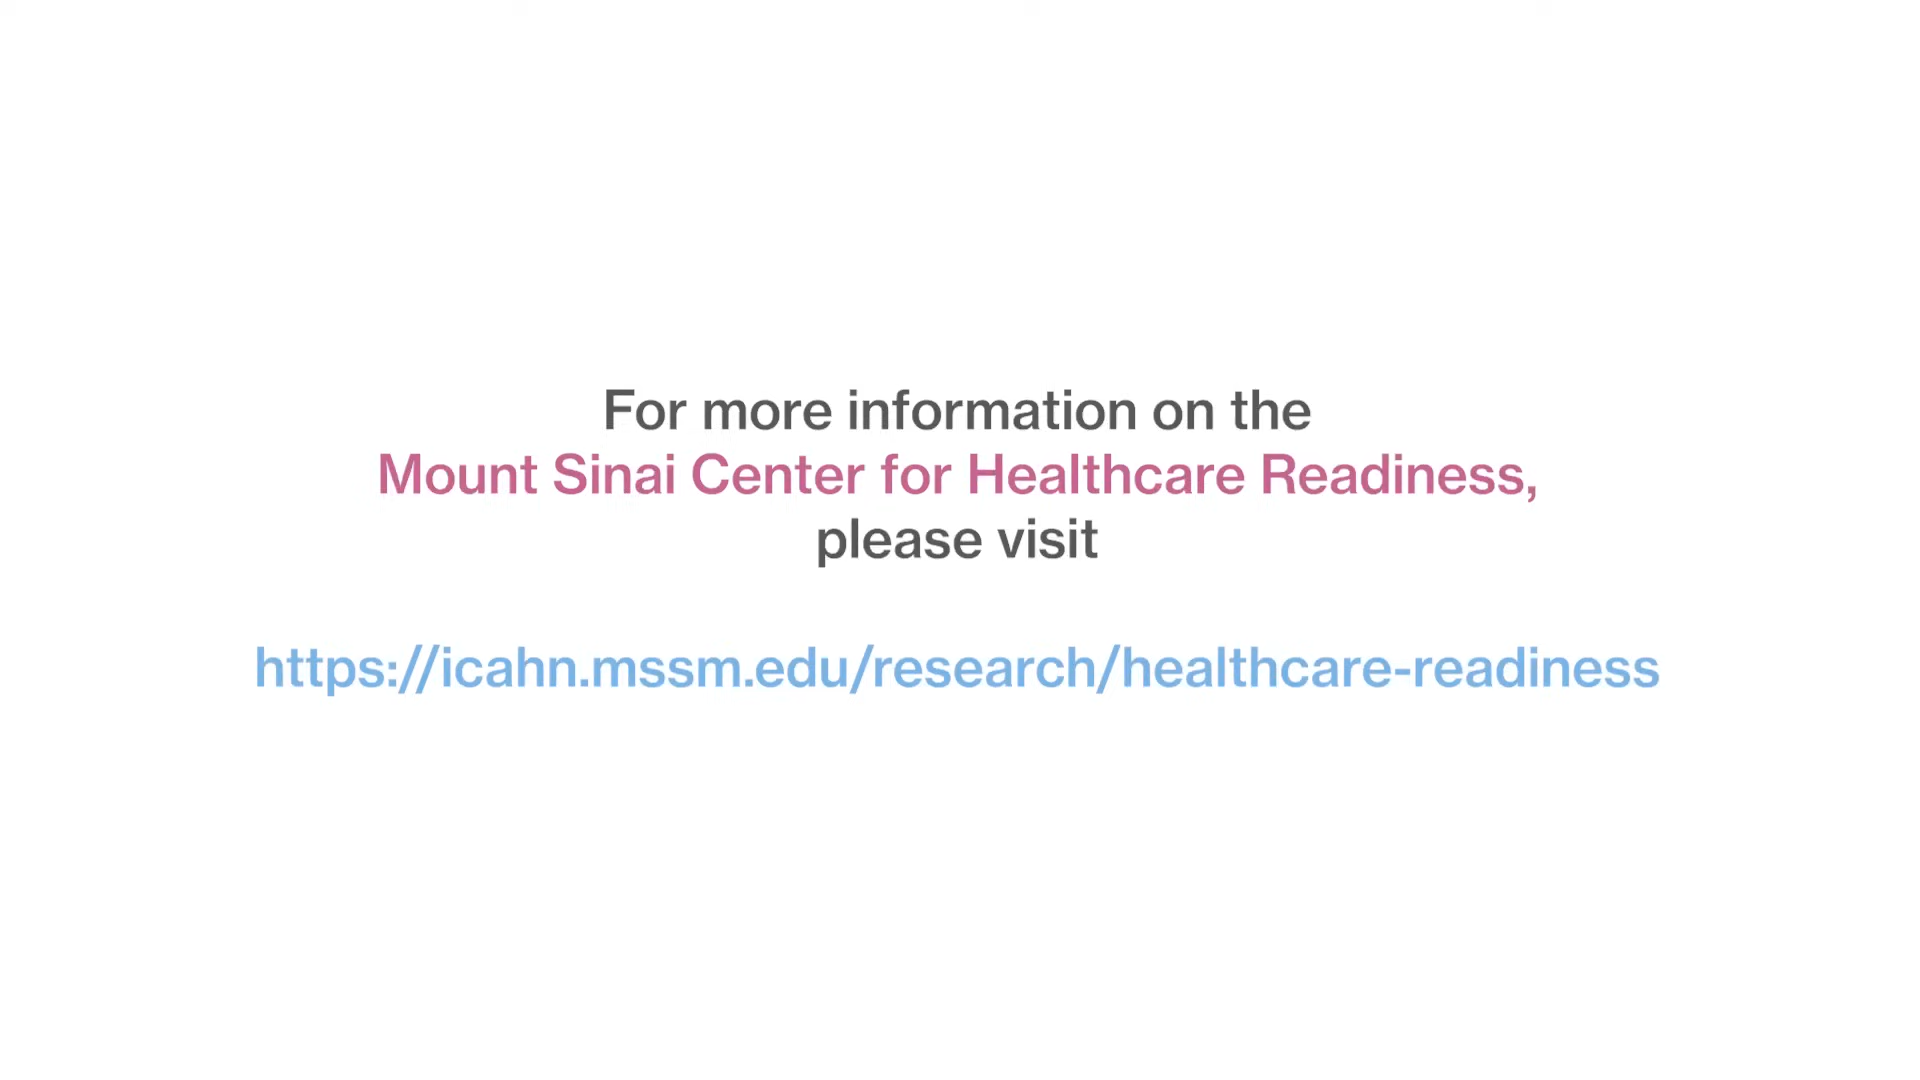 For more information on the
Mount Sinai Center for Healthcare Readiness,
please visit
https://icahn.mssm.edu/research/healthcare-readiness